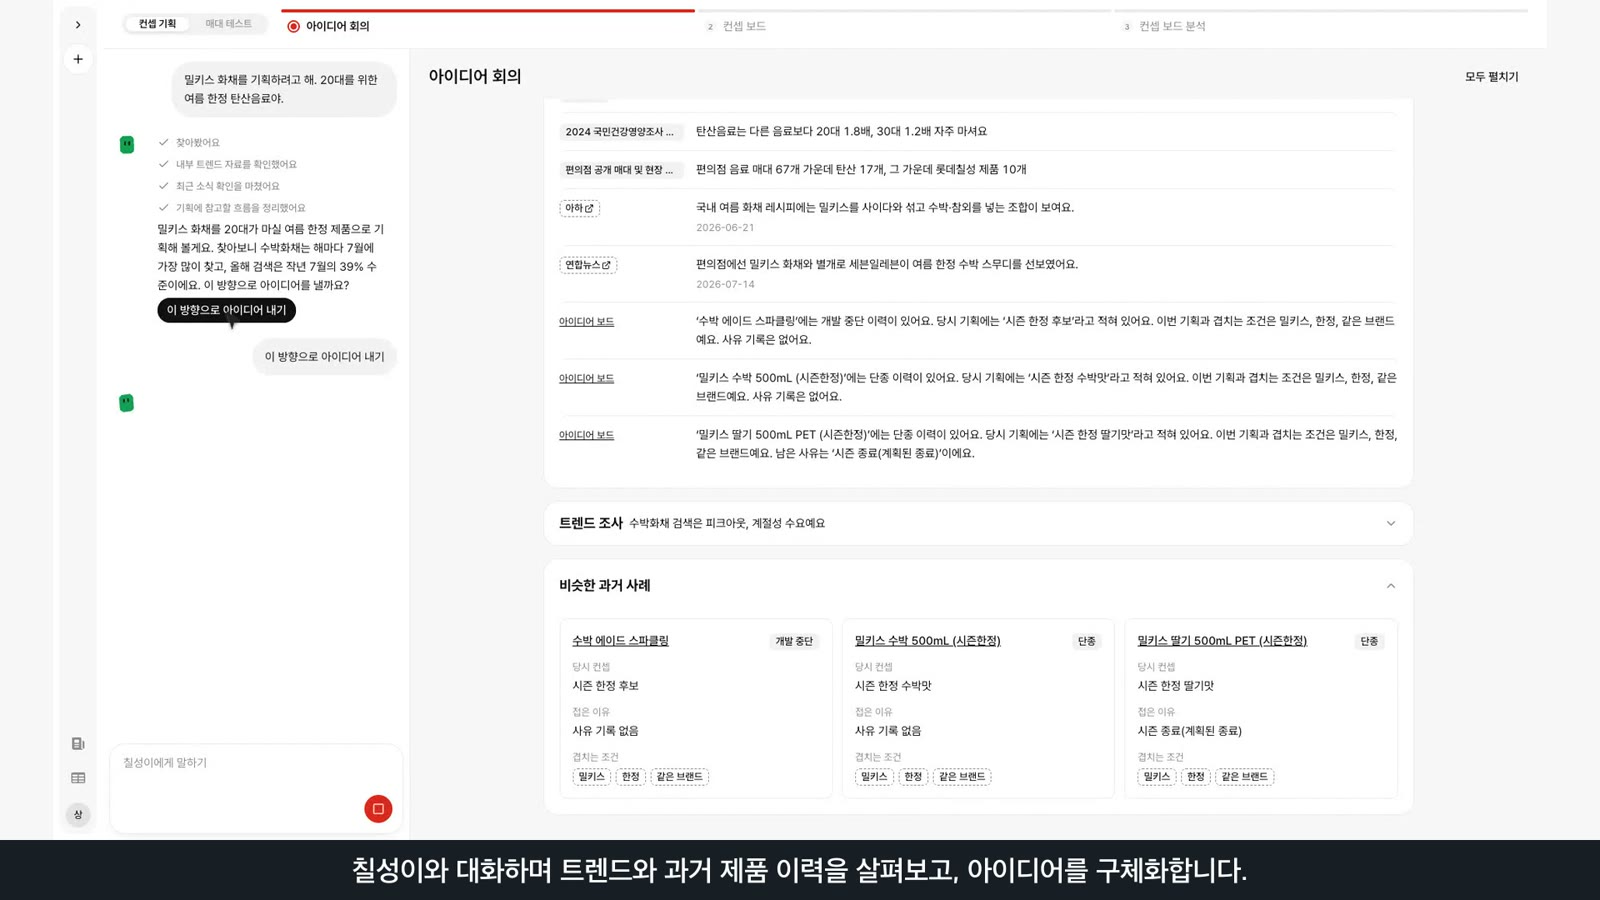 컨셉 기획
매대 테스트
아이디어 회의
2 컨셉 보드
3 컨셉 보드 분석
밀키스 화채를 기획하려고 해. 20대를 위한
여름 한정 탄산음료야.
찾아봤어요
내부 트렌드 자료를 확인했어요
최근 소식 확인을 마쳤어요
기획에 참고할 흐름을 정리했어요
밀키스 화채를 20대가 마실 여름 한정 제품으로 기
획해 볼게요. 찾아보니 수박화채는 해마다 7월에
가장 많이 찾고, 올해 검색은 작년 7월의 39% 수
준이에요. 이 방향으로 아이디어를 낼까요?
이 방향으로 아이디어 내기
이 방향으로 아이디어 내기
칠성이에게 말하기
상
아이디어 회의
모두 펼치기
2024 국민건강영양조사 ...
탄산음료는 다른 음료보다 20대 1.8배, 30대 1.2배 자주 마셔요
편의점 공개 매대 및 현장 ...
편의점 음료 매대 67개 가운데 탄산 17개, 그 가운데 롯데칠성 제품 10개
아하
국내 여름 화채 레시피에는 밀키스를 사이다와 섞고 수박·참외를 넣는 조합이 보여요.
2026-06-21
연합뉴스
편의점에선 밀키스 화채와 별개로 세븐일레븐이 여름 한정 수박 스무디를 선보였어요.
2026-07-14
아이디어 보드
‘수박 에이드 스파클링’에는 개발 중단 이력이 있어요. 당시 기획에는 ‘시즌 한정 후보’라고 적혀 있어요. 이번 기획과 겹치는 조건은 밀키스, 한정, 같은 브랜드
예요. 사유 기록은 없어요.
아이디어 보드
‘밀키스 수박 500mL (시즌한정)’에는 단종 이력이 있어요. 당시 기획에는 ‘시즌 한정 수박맛’라고 적혀 있어요. 이번 기획과 겹치는 조건은 밀키스, 한정, 같은
브랜드예요. 사유 기록은 없어요.
아이디어 보드
‘밀키스 딸기 500mL PET (시즌한정)’에는 단종 이력이 있어요. 당시 기획에는 ‘시즌 한정 딸기맛’라고 적혀 있어요. 이번 기획과 겹치는 조건은 밀키스, 한정,
같은 브랜드예요. 남은 사유는 ‘시즌 종료(계획된 종료)’이에요.
트렌드 조사 수박화채 검색은 피크아웃, 계절성 수요예요
비슷한 과거 사례
수박 에이드 스파클링
개발 중단
당시 컨셉
시즌 한정 후보
접은 이유
사유 기록 없음
겹치는 조건
밀키스 한정 같은 브랜드
밀키스 수박 500mL (시즌한정)
단종
당시 컨셉
시즌 한정 수박맛
접은 이유
사유 기록 없음
겹치는 조건
밀키스 한정 같은 브랜드
밀키스 딸기 500mL PET (시즌한정)
단종
당시 컨셉
시즌 한정 딸기맛
접은 이유
시즌 종료(계획된 종료)
겹치는 조건
밀키스 한정 같은 브랜드
칠성이와 대화하며 트렌드와 과거 제품 이력을 살펴보고, 아이디어를 구체화합니다.